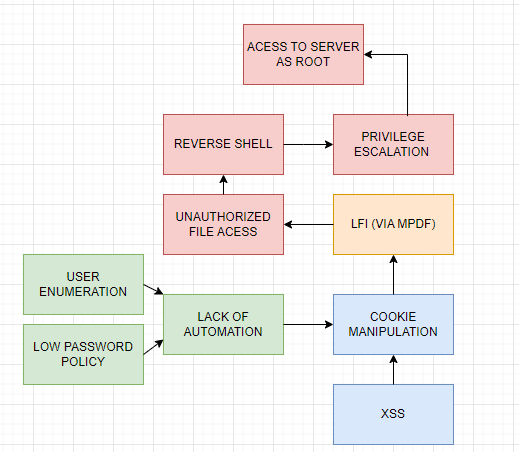 ACESS TO SERVER
AS ROOT
REVERSE SHELL
PRIVILEGE
ESCALATION
UNAUTHORIZED
FILE ACESS
LFI (VIA MPDF)
USER
ENUMERATION
LACK OF
AUTOMATION
COOKIE
MANIPULATION
LOW PASSWORD
POLICY
XSS